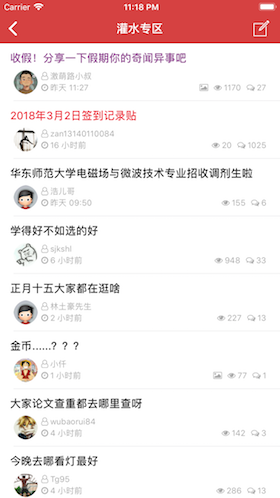 Carrier 11:18 PM
灌水专区
收假！分享一下假期你的奇闻异事吧
激萌路小叔
昨天 11:27 1170 27
2018年3月2日签到记录贴
zan13140110084
16 小时前 20 1025
华东师范大学电磁场与微波技术专业招收调剂生啦
浩儿哥
昨天 09:50 155 6
学得好不如选的好
sjkshl
6 小时前 948 33
正月十五大家都在逛啥
林土豪先生
2 小时前 227 13
金币......？？？
小仟
6 小时前 77 1
大家论文查重都去哪里查呀
wubaorui84
4 小时前 142 3
今晚去哪看灯最好
Tg95
4 小时前 286 13